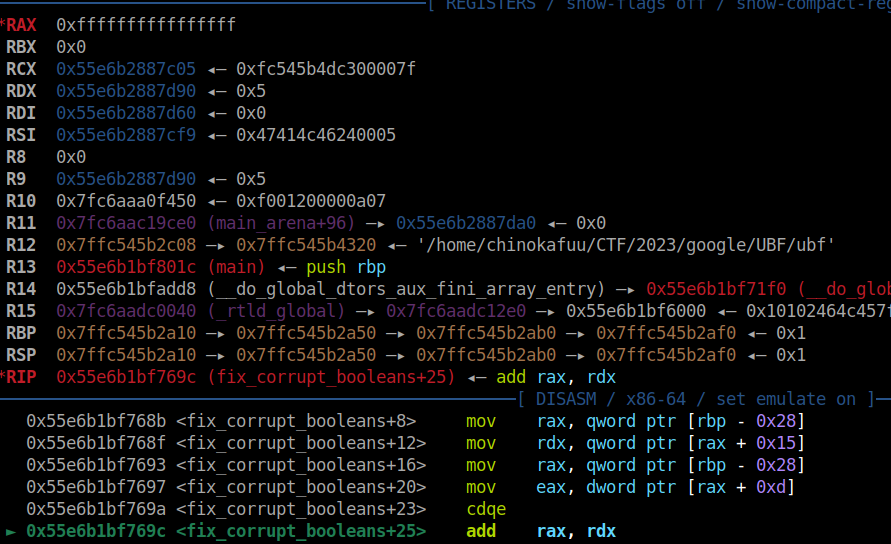 [ REGISTERS / show-flags off / show-compact-reg
*RAX 0xffffffffffffffff
RBX 0x0
RCX 0x55e6b2887c05 ◂— 0xfc545b4dc300007f
RDX 0x55e6b2887d90 ◂— 0x5
RDI 0x55e6b2887d60 ◂— 0x0
RSI 0x55e6b2887cf9 ◂— 0x47414c46240005
R8 0x0
R9 0x55e6b2887d90 ◂— 0x5
R10 0x7fc6aaa0f450 ◂— 0xf001200000a07
R11 0x7fc6aac19ce0 (main_arena+96) —▸ 0x55e6b2887da0 ◂— 0x0
R12 0x7ffc545b2c08 —▸ 0x7ffc545b4320 ◂— '/home/chinokafuu/CTF/2023/google/UBF/ubf'
R13 0x55e6b1bf801c (main) ◂— push rbp
R14 0x55e6b1bfadd8 (__do_global_dtors_aux_fini_array_entry) —▸ 0x55e6b1bf71f0 (__do_glob
R15 0x7fc6aadc0040 (_rtld_global) —▸ 0x7fc6aadc12e0 —▸ 0x55e6b1bf6000 ◂— 0x10102464c457f
RBP 0x7ffc545b2a10 —▸ 0x7ffc545b2a50 —▸ 0x7ffc545b2ab0 —▸ 0x7ffc545b2af0 ◂— 0x1
RSP 0x7ffc545b2a10 —▸ 0x7ffc545b2a50 —▸ 0x7ffc545b2ab0 —▸ 0x7ffc545b2af0 ◂— 0x1
*RIP 0x55e6b1bf769c (fix_corrupt_booleans+25) ◂— add rax, rdx
[ DISASM / x86-64 / set emulate on ]
0x55e6b1bf768b <fix_corrupt_booleans+8> mov rax, qword ptr [rbp - 0x28]
0x55e6b1bf768f <fix_corrupt_booleans+12> mov rdx, qword ptr [rax + 0x15]
0x55e6b1bf7693 <fix_corrupt_booleans+16> mov rax, qword ptr [rbp - 0x28]
0x55e6b1bf7697 <fix_corrupt_booleans+20> mov eax, dword ptr [rax + 0xd]
0x55e6b1bf769a <fix_corrupt_booleans+23> cdqe
► 0x55e6b1bf769c <fix_corrupt_booleans+25> add rax, rdx